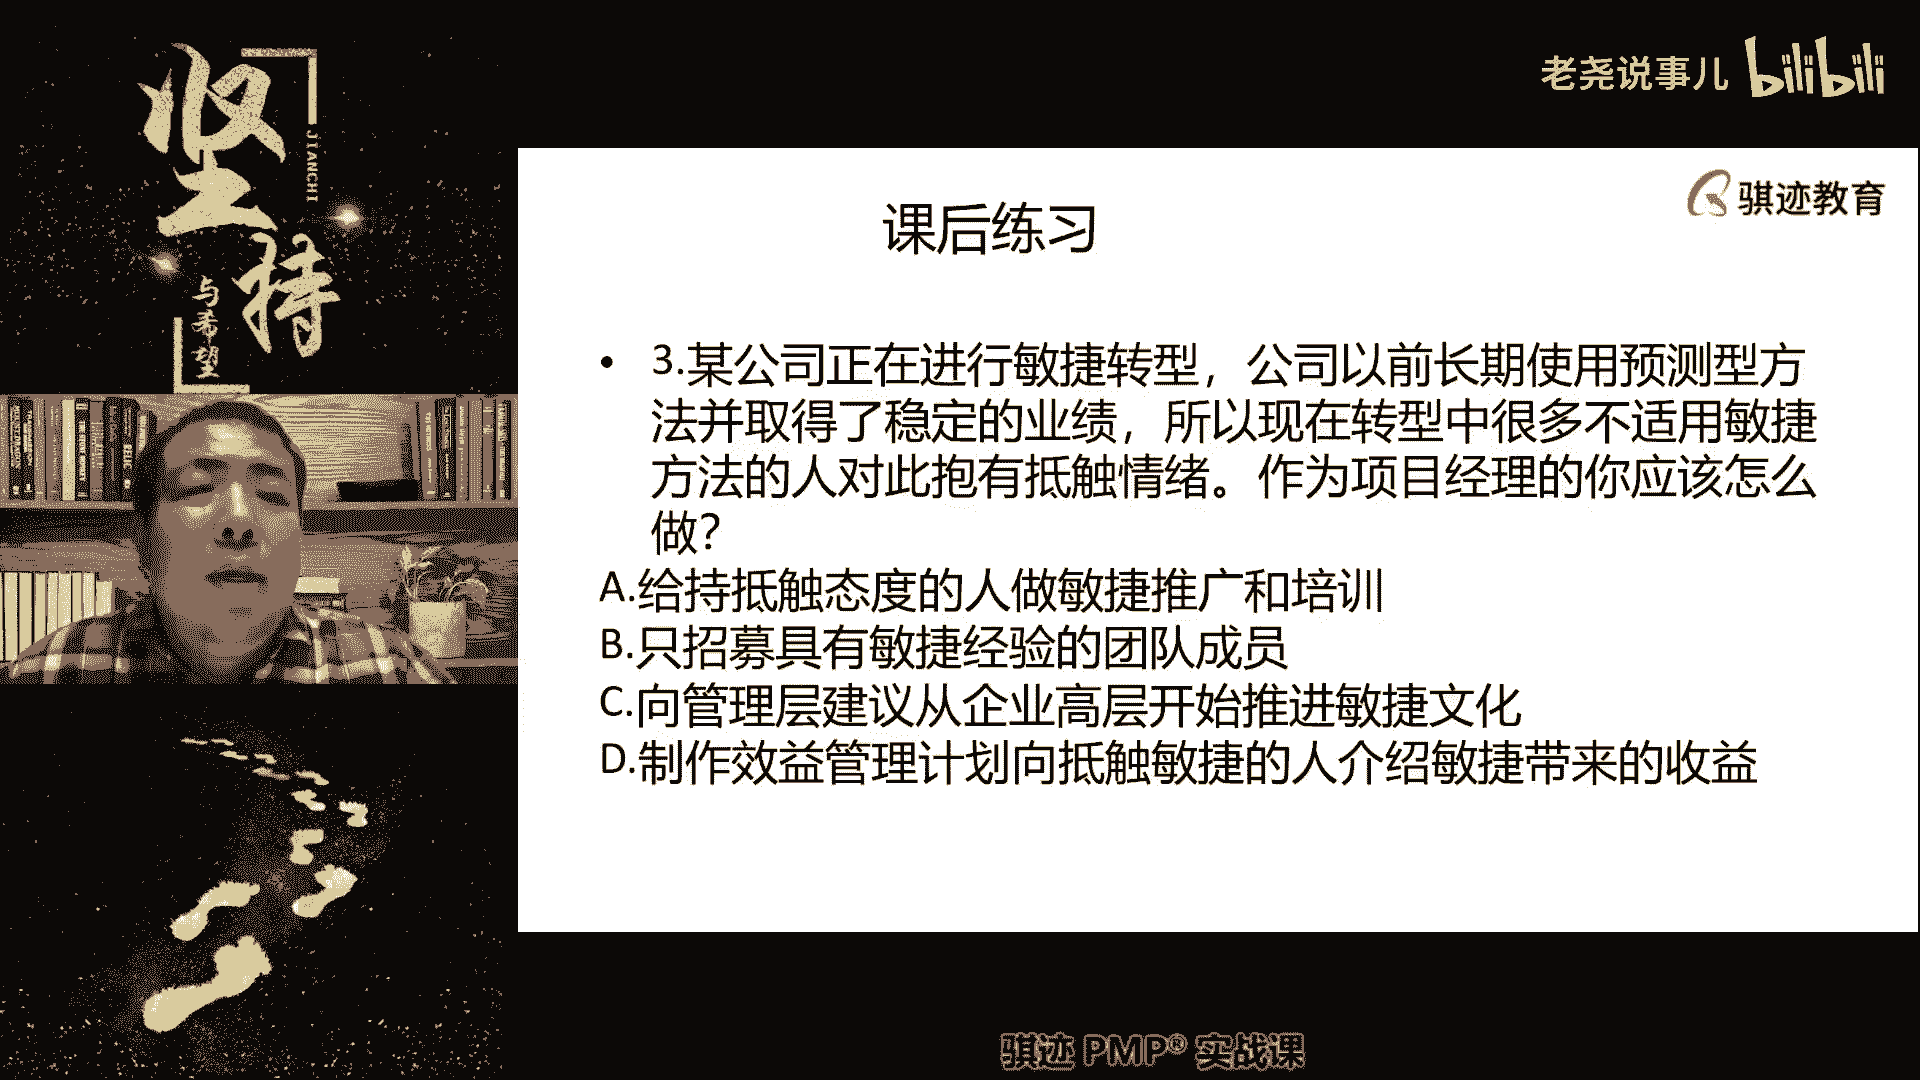 坚持
JIANCHI
与希望
老尧说事儿 bilibili
骐迹教育
课后练习
• 3.某公司正在进行敏捷转型，公司以前长期使用预测型方
法并取得了稳定的业绩，所以现在转型中很多不适用敏捷
方法的人对此抱有抵触情绪。作为项目经理的你应该怎么
做？
A.给持抵触态度的人做敏捷推广和培训
B.只招募具有敏捷经验的团队成员
C.向管理层建议从企业高层开始推进敏捷文化
D.制作效益管理计划向抵触敏捷的人介绍敏捷带来的收益
骐迹 PMP® 实战课